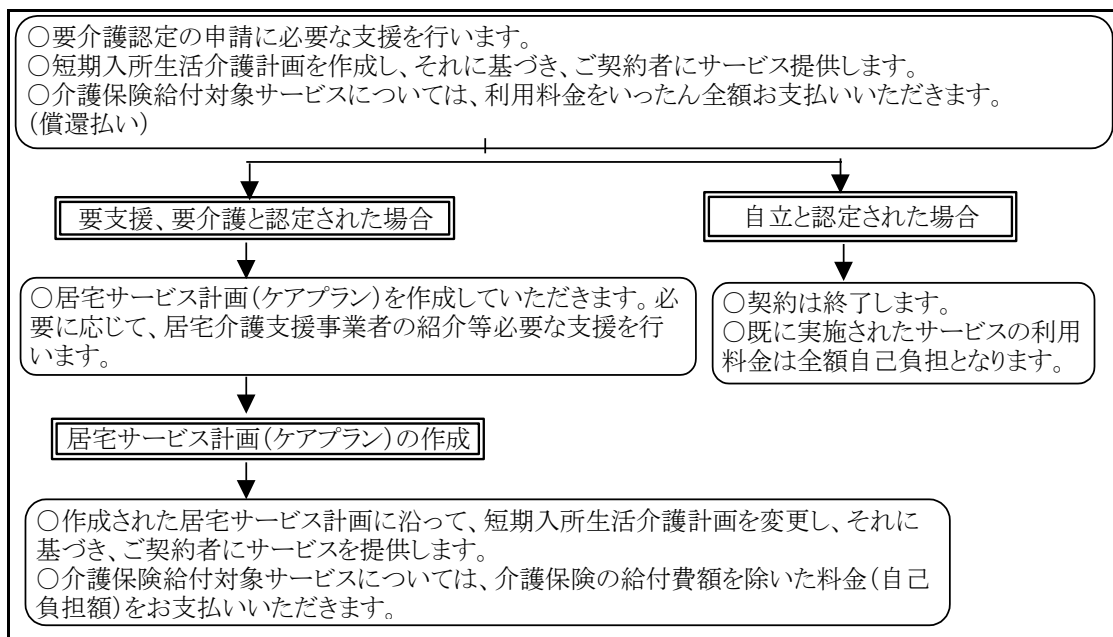 ○要介護認定の申請に必要な支援を行います。
○短期入所生活介護計画を作成し、それに基づき、ご契約者にサービス提供します。
○介護保険給付対象サービスについては、利用料金をいったん全額お支払いいただきます。
(償還払い)
要支援、要介護と認定された場合
自立と認定された場合
○居宅サービス計画(ケアプラン)を作成していただきます。必
要に応じて、居宅介護支援事業者の紹介等必要な支援を行
います。
○契約は終了します。
○既に実施されたサービスの利用
料金は全額自己負担となります。
居宅サービス計画(ケアプラン)の作成
○作成された居宅サービス計画に沿って、短期入所生活介護計画を変更し、それに
基づき、ご契約者にサービスを提供します。
○介護保険給付対象サービスについては、介護保険の給付費額を除いた料金(自己
負担額)をお支払いいただきます。